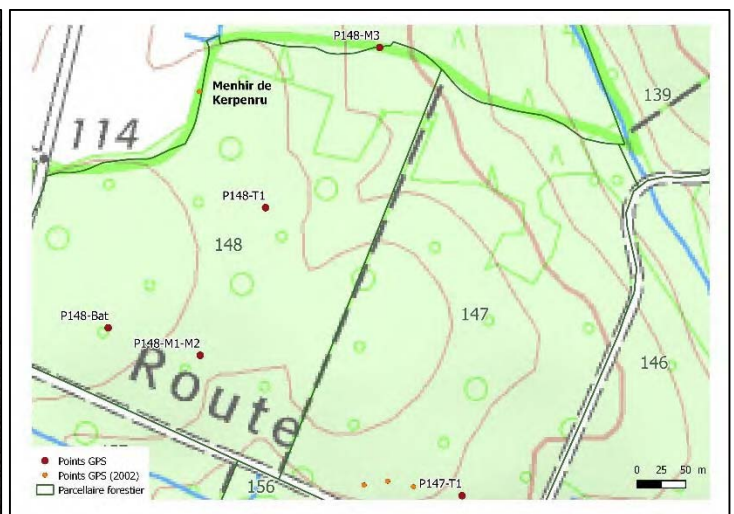 P148-M3
139
Menhir de
Kerpenru
114
P148-T1
148
147
P148-Bat
P148-M1-M2
146
Route
Points GPS
Points GPS (2002)
Parcellaire forestier
156
P147-T1
0 25 50 m